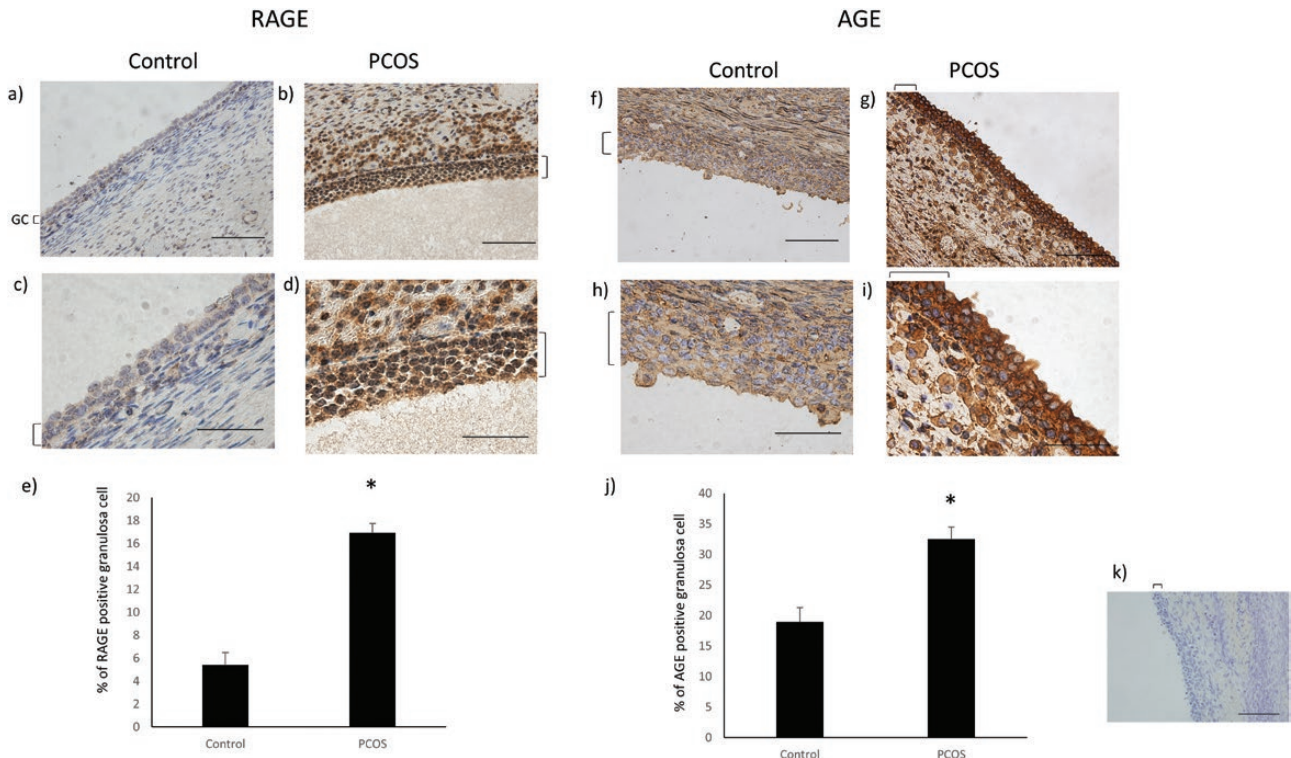 RAGE
AGE
Control
PCOS
Control
PCOS
a)
b)
f)
g)
GC
c)
d)
h)
i)
e)
*
% of RAGE positive granulosa cell
20
18
16
14
12
10
8
6
4
2
0
Control
PCOS
j)
*
% of AGE positive granulosa cell
40
35
30
25
20
15
10
5
0
Control
PCOS
k)